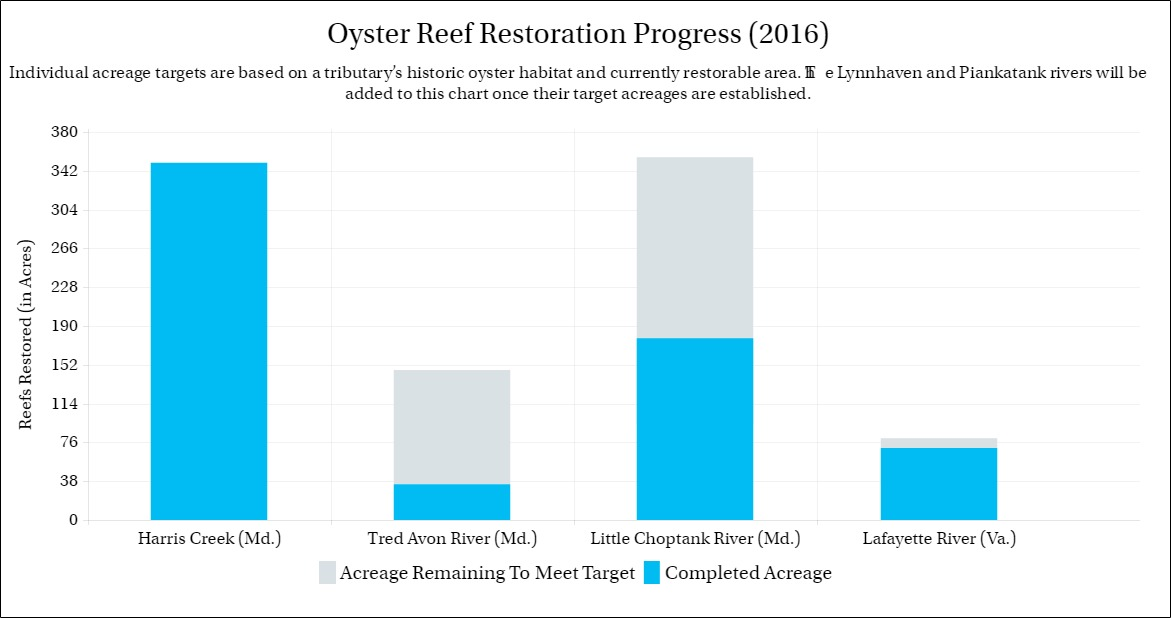 Oyster Reef Restoration Progress (2016)
Individual acreage targets are based on a tributary's historic oyster habitat and currently restorable area. Lynnhaven and Piankatank rivers will be
added to this chart once their target acreages are established.
380
342
304
266
228
190
152
114
76
38
0
Reefs Restored (in Acres)
Harris Creek (Md.) Tred Avon River (Md.) Little Choptank River (Md.) Lafayette River (Va.)
Acreage Remaining To Meet Target Completed Acreage